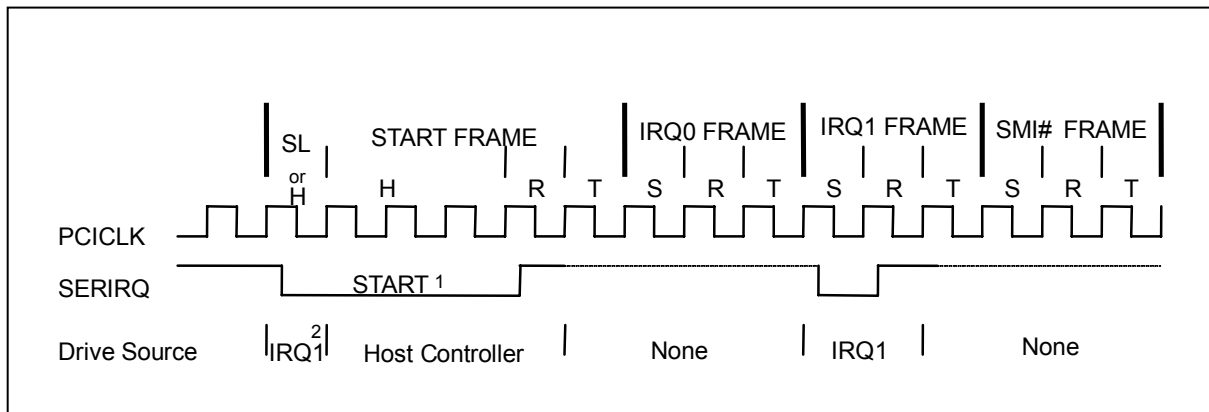 SL START FRAME IRQ0 FRAME IRQ1 FRAME SMI# FRAME
or
H H R T S R T S R T S R T
PCICLK
SERIRQ START 1
Drive Source IRQ1 2 Host Controller None IRQ1 None